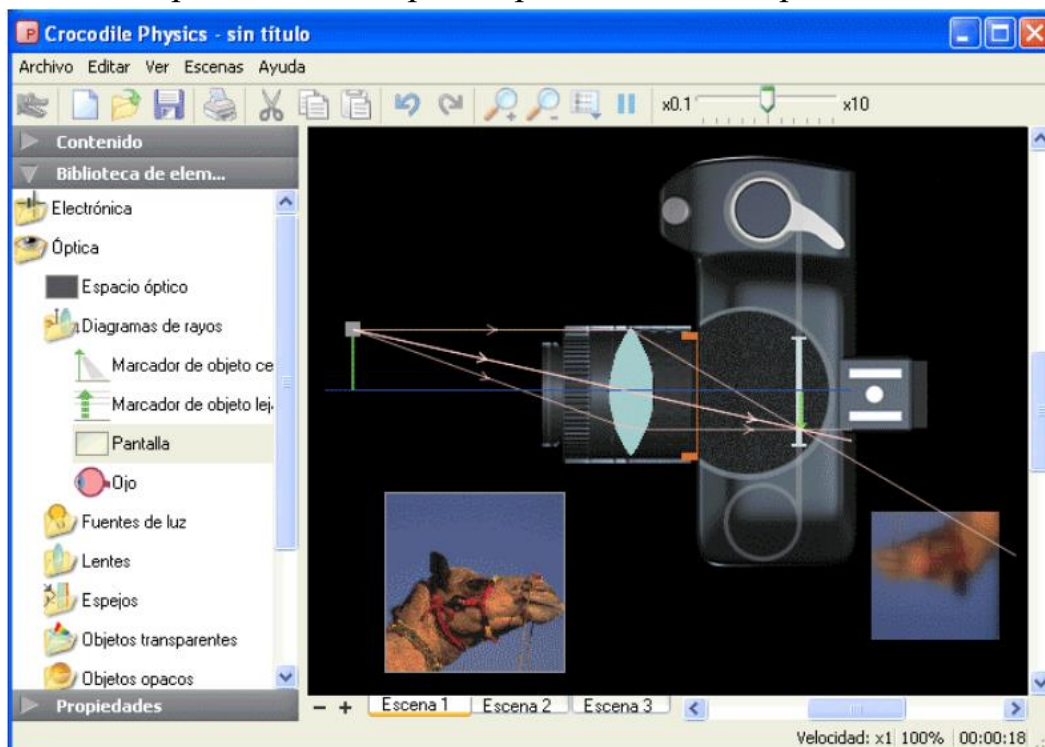 Crocodile Physics - sin título
Archivo Editar Ver Escenas Ayuda
x0.1 x10
Contenido
Biblioteca de elem...
Electrónica
Óptica
Espacio óptico
Diagramas de rayos
Marcador de objeto ce
Marcador de objeto lej.
Pantalla
Ojo
Fuentes de luz
Lentes
Espejos
Objetos transparentes
Objetos opacos
Propiedades
- + Escena 1 Escena 2 Escena 3
Velocidad: x1 100% 00:00:18